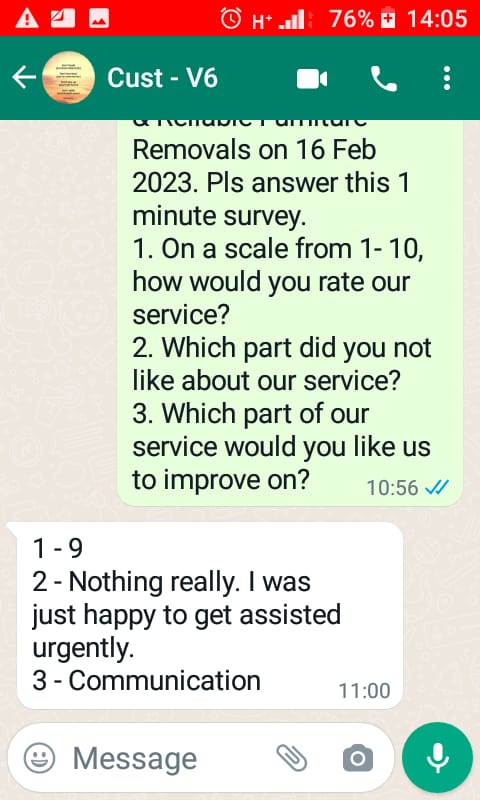 H+ 76% 14:05
Cust - V6
& Reliable Furniture
Removals on 16 Feb
2023. Pls answer this 1
minute survey.
1. On a scale from 1- 10,
how would you rate our
service?
2. Which part did you not
like about our service?
3. Which part of our
service would you like us
to improve on?
10:56
1 - 9
2 - Nothing really. I was
just happy to get assisted
urgently.
3 - Communication
11:00
Message